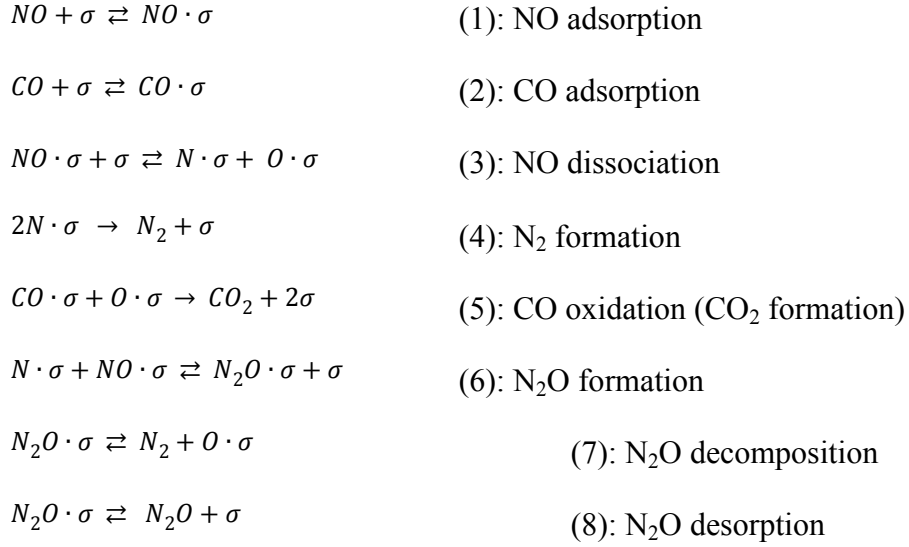 NO + σ ⇄ NO · σ (1): NO adsorption
CO + σ ⇄ CO · σ (2): CO adsorption
NO · σ + σ ⇄ N · σ + O · σ (3): NO dissociation
2N · σ → N₂ + σ (4): N₂ formation
CO · σ + O · σ → CO₂ + 2σ (5): CO oxidation (CO₂ formation)
N · σ + NO · σ ⇄ N₂O · σ + σ (6): N₂O formation
N₂O · σ ⇄ N₂ + O · σ (7): N₂O decomposition
N₂O · σ ⇄ N₂O + σ (8): N₂O desorption